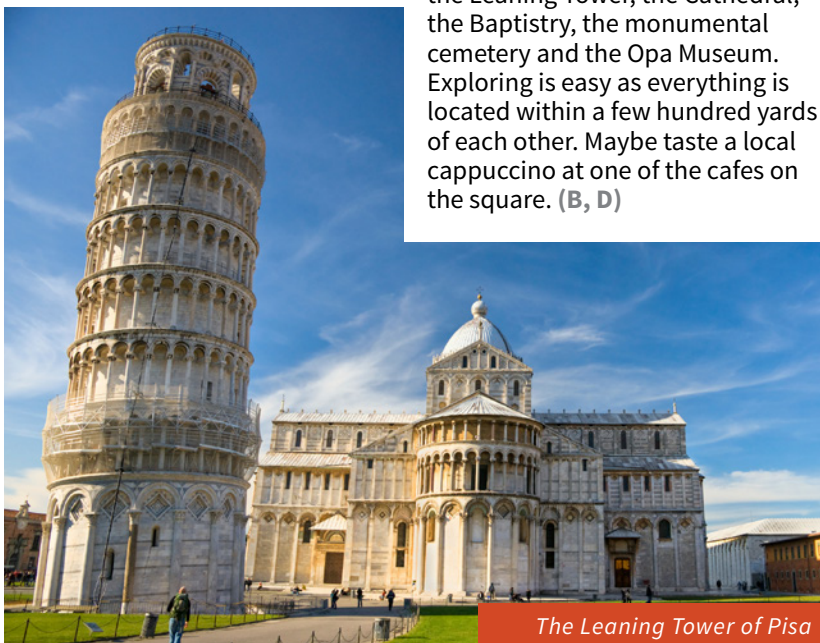 the Leaning Tower, the Cathedral,
the Baptistry, the monumental
cemetery and the Opa Museum.
Exploring is easy as everything is
located within a few hundred yards
of each other. Maybe taste a local
cappuccino at one of the cafes on
the square. (B, D)
The Leaning Tower of Pisa